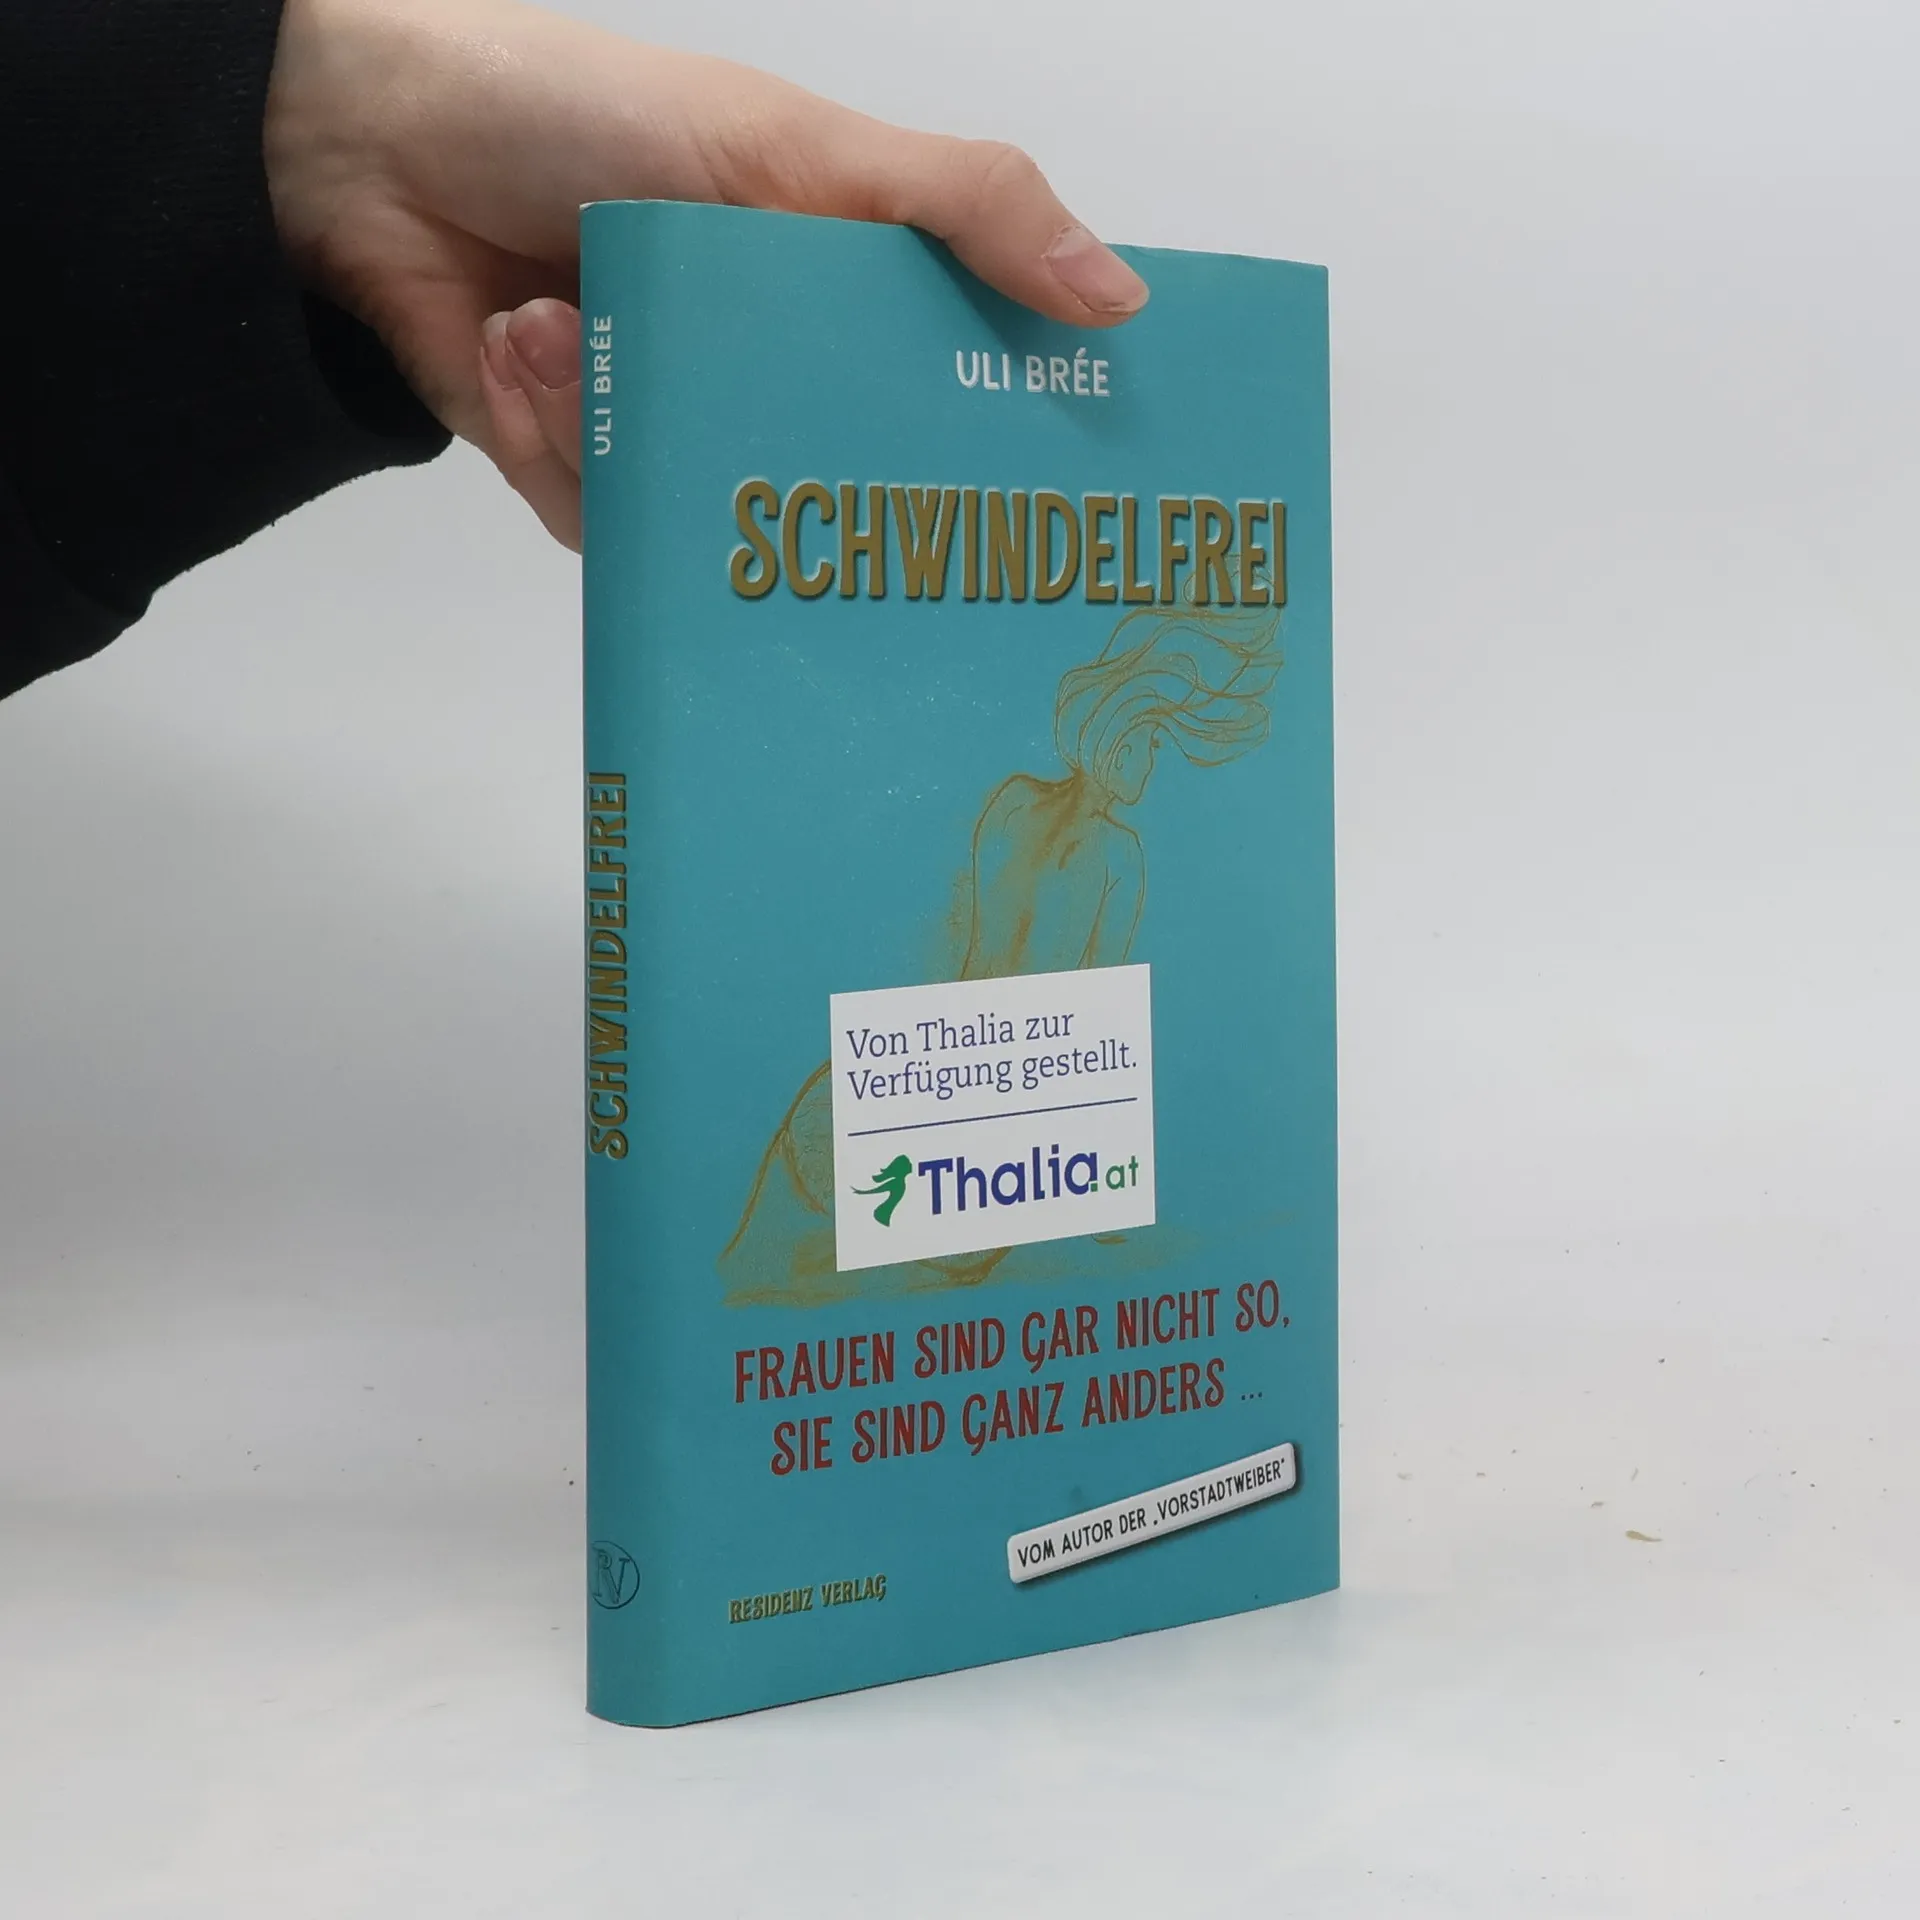 ULI BRÉE
SCHWINDELFREI
Von Thalia zur
Verfügung gestellt.
Thalia.at
FRAUEN SIND GAR NICHT SO,
SIE SIND GANZ ANDERS ...
VOM AUTOR DER „VORSTADTWEIBER“
RESIDENZ VERLAG
ULI BRÉE
SCHWINDELFREI
RV